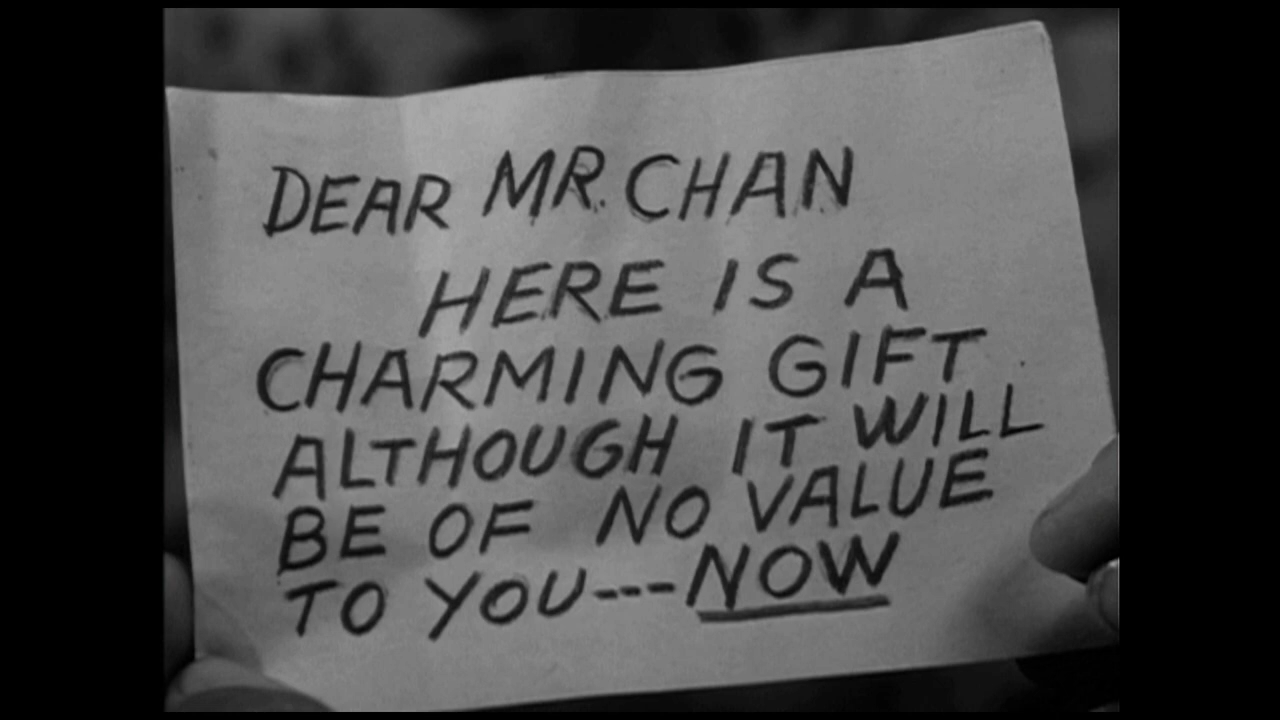 DEAR MR. CHAN
HERE IS A
CHARMING GIFT
ALTHOUGH IT WILL
BE OF NO VALUE
TO YOU---NOW